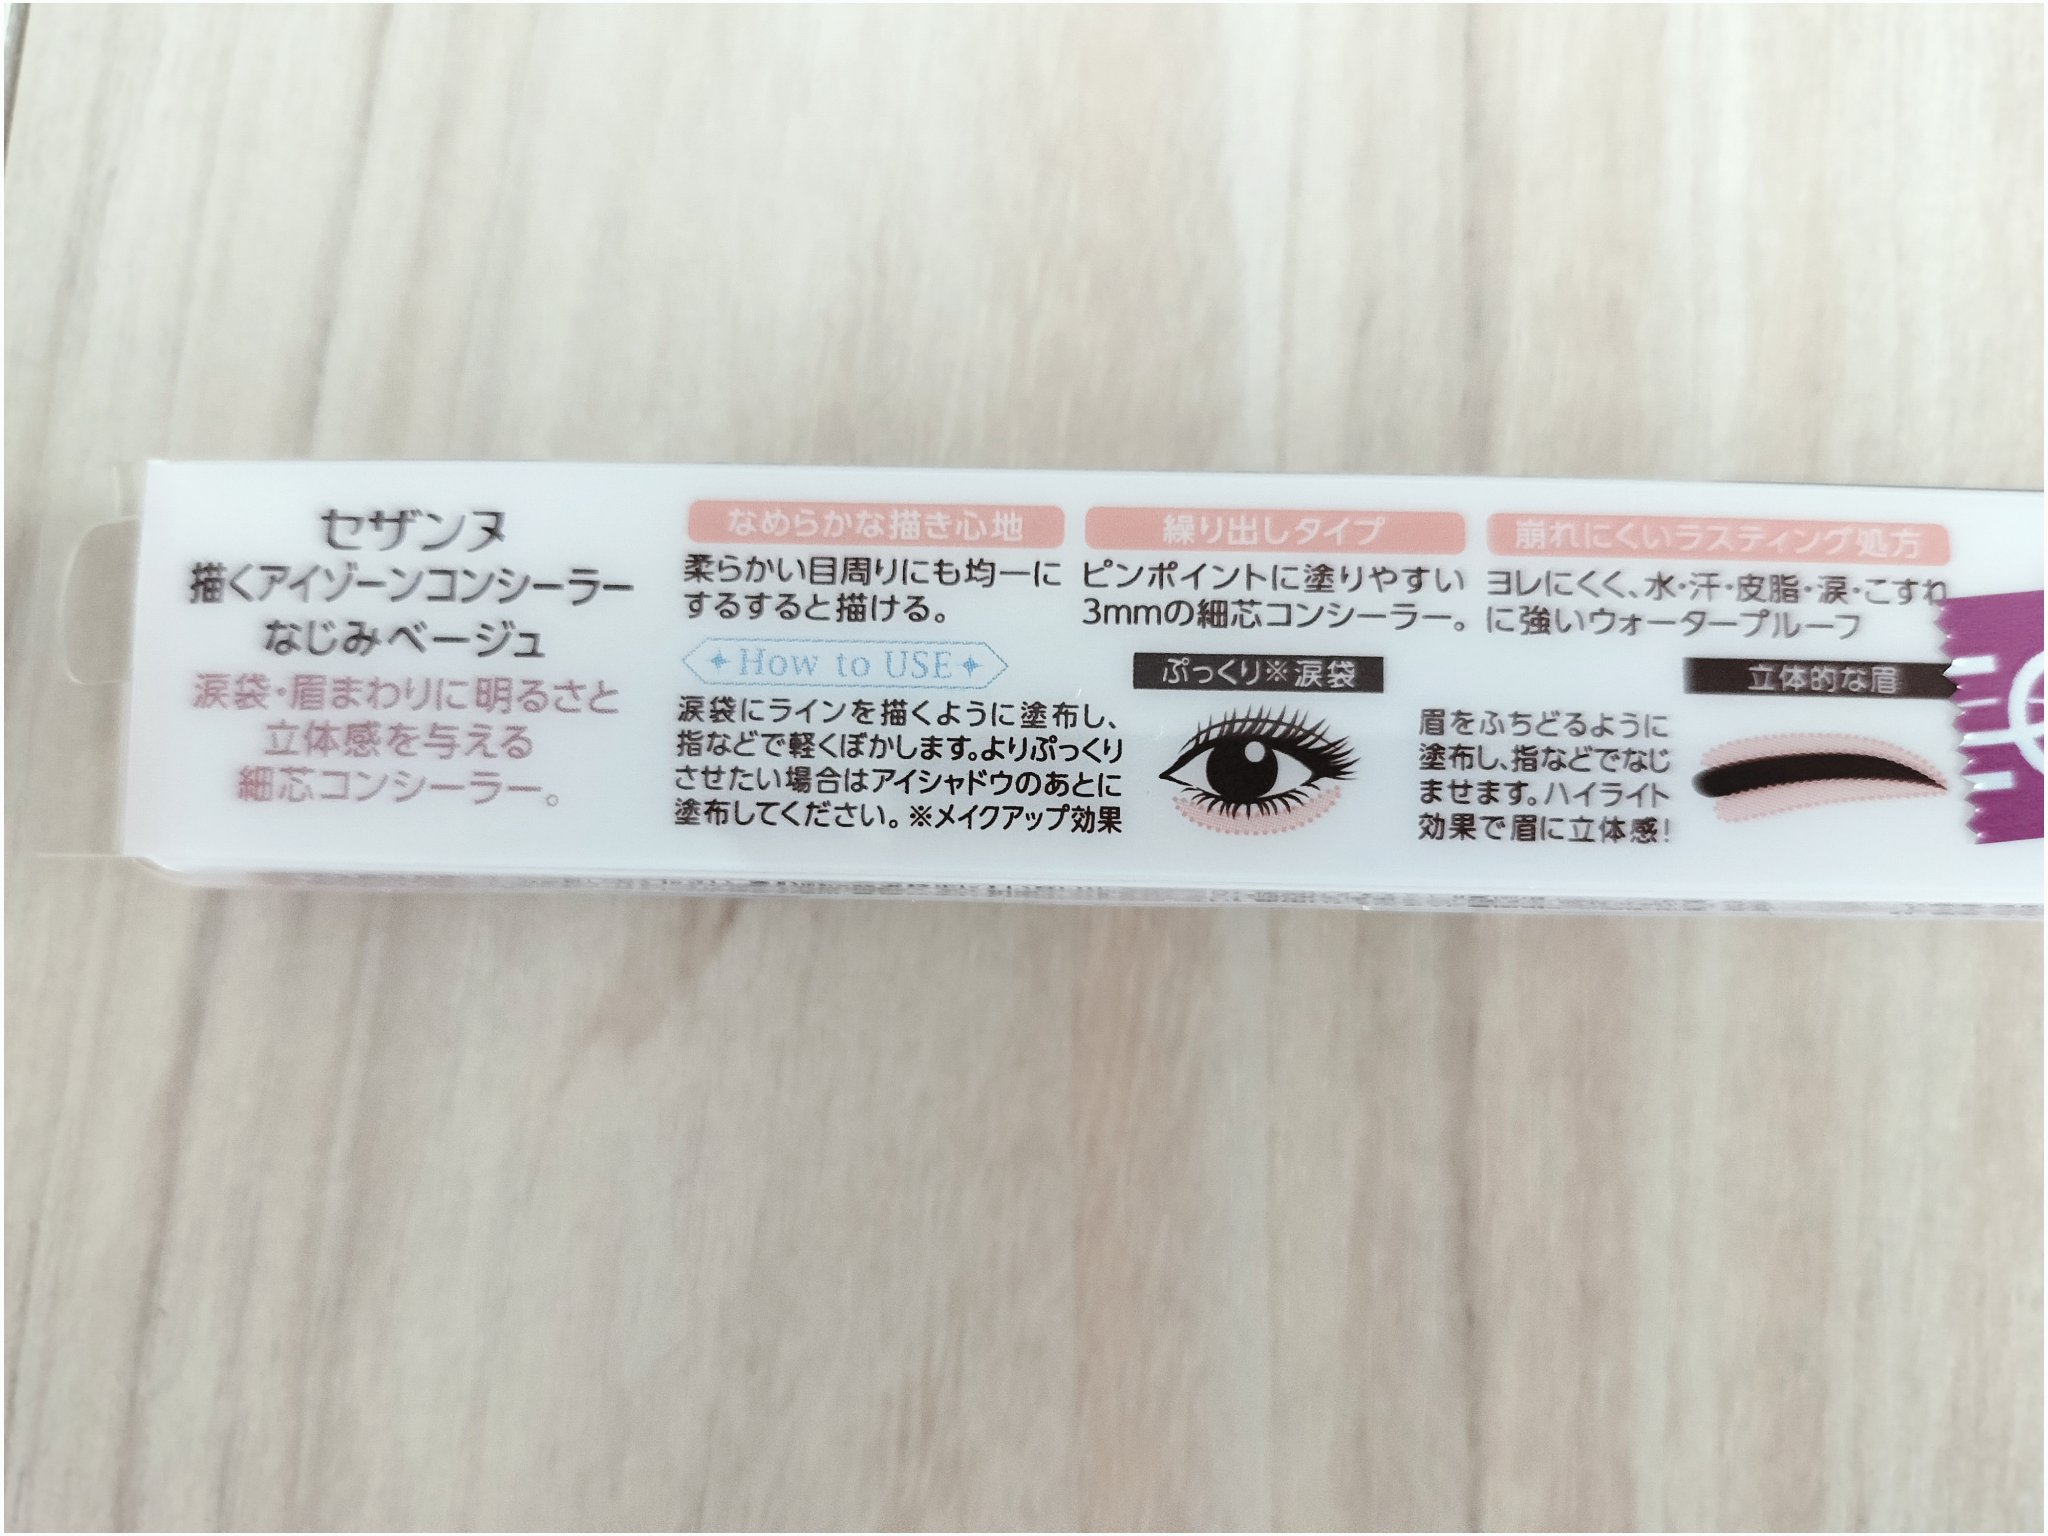 セザンヌ
描くアイゾーンコンシーラー
なじみベージュ
涙袋・眉まわりに明るさと
立体感を与える
細芯コンシーラー。
なめらかな描き心地
柔らかい目周りにも均一に
するすると描ける。
繰り出しタイプ
ピンポイントに塗りやすい
3mmの細芯コンシーラー。
崩れにくいラスティング処方
ヨレにくく、水・汗・皮脂・涙・こすれ
に強いウォータープルーフ
How to USE
涙袋にラインを描くように塗布し、
指などで軽くぼかします。よりぷっくり
させたい場合はアイシャドウのあとに
塗布してください。※メイクアップ効果
ぷっくり※涙袋
立体的な眉
眉をふちどるように
塗布し、指などでなじ
ませます。ハイライト
効果で眉に立体感!